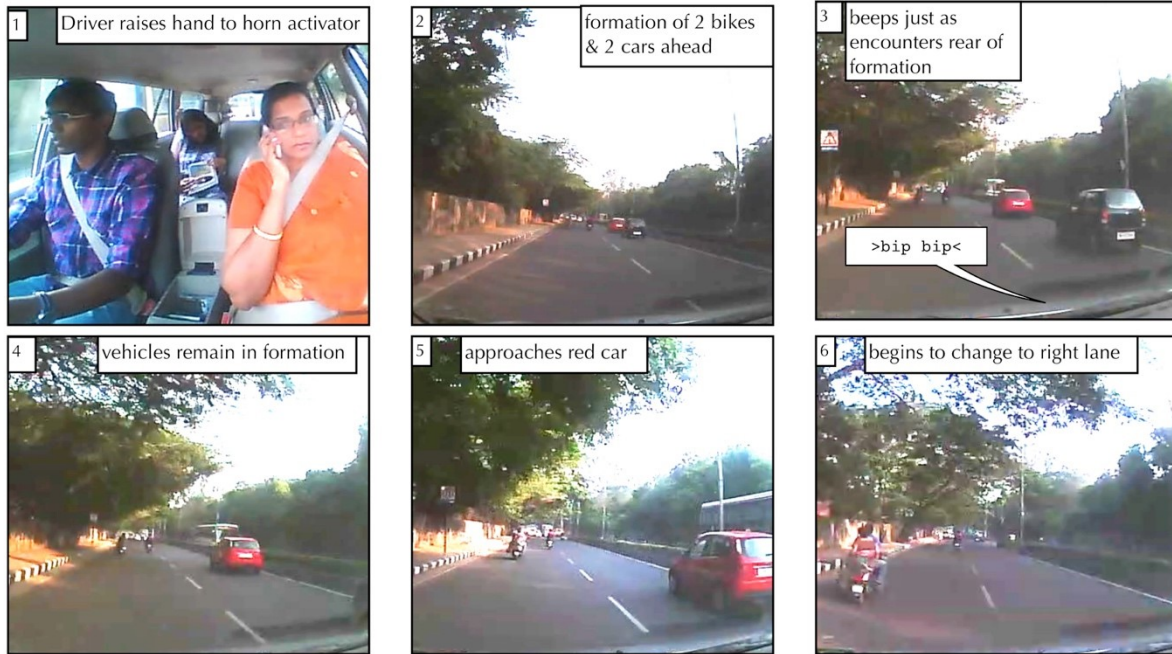 1
Driver raises hand to horn activator
2
formation of 2 bikes
& 2 cars ahead
3
beeps just as
encounters rear of
formation
>bip bip<
4
vehicles remain in formation
5
approaches red car
6
begins to change to right lane